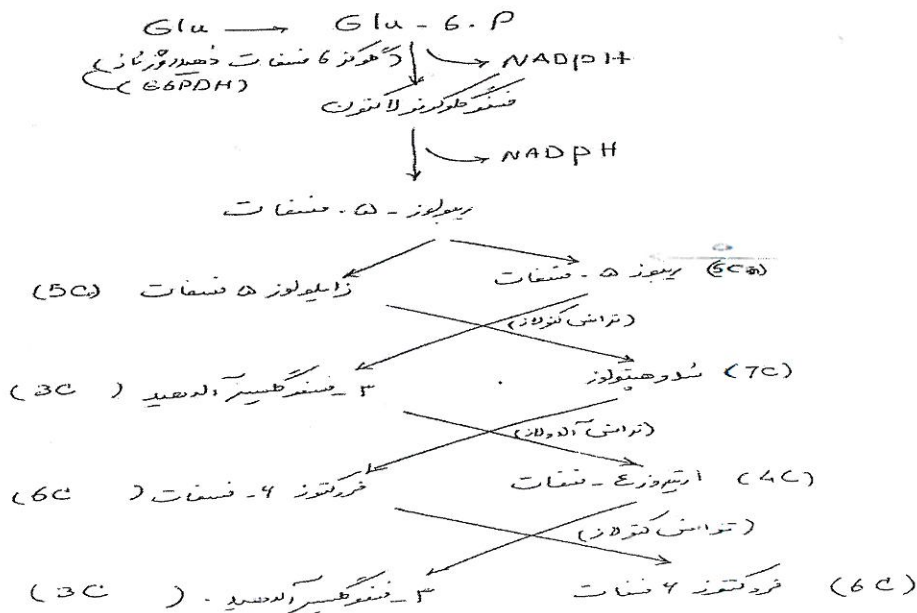 Glu → Glu-6-P
(گلوکز 6 فسفات دهیدروژناز → NADPH
(G6PDH)
فسفوگلوکونولاکتون
→ NADPH
ریبولوز - ۵ - فسفات
(5C) زایلولوز ۵ فسفات ریبوز ۵ - فسفات (5C)
(ترانس کتولاز)
(3C) ۳ - فسفوگلیسرآلدهید سدوهپتولوز (7C)
(ترانس آلدولاز)
(6C) فروکتوز ۶ - فسفات اریتروز ٤ - فسفات (4C)
(ترانس کتولاز)
(3C) ۳ - فسفوگلیسرآلدهید. فروکتوز ۶ فسفات (6C)